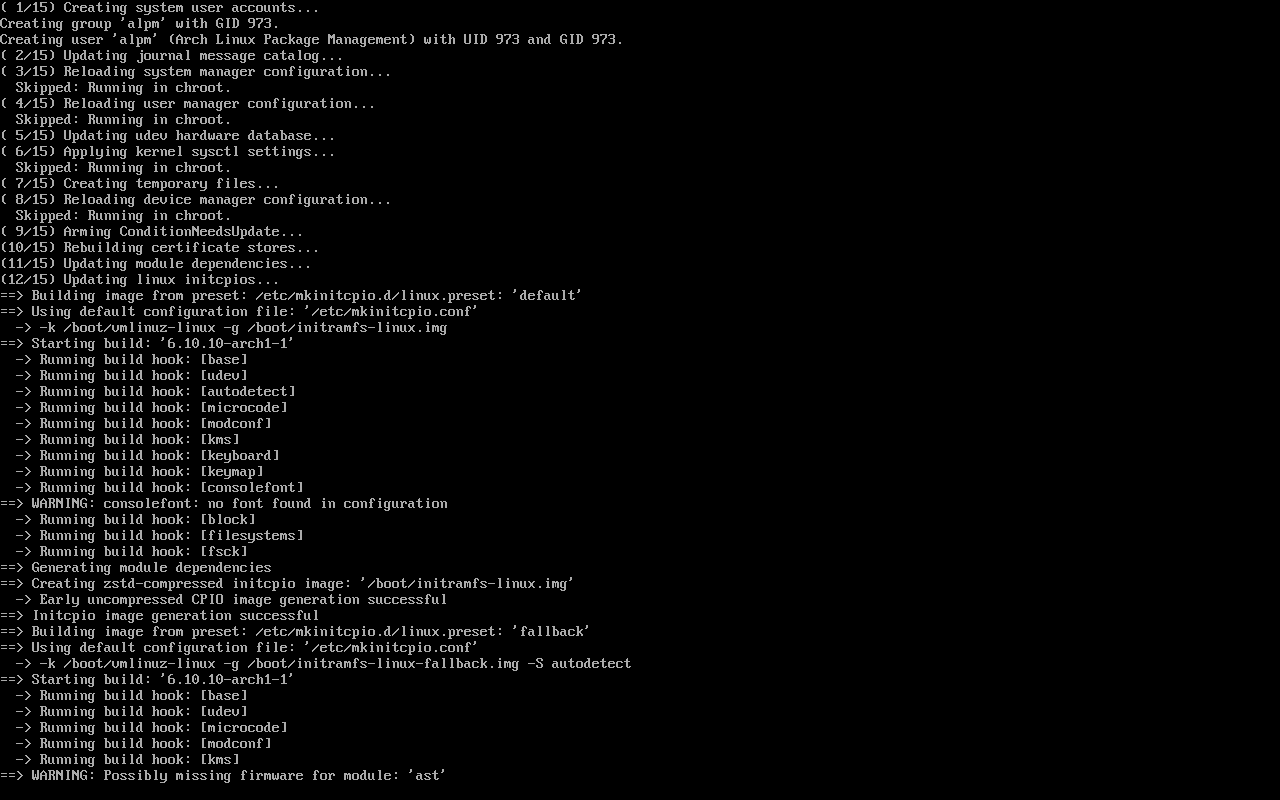 ( 1/15) Creating system user accounts...
Creating group 'alpm' with GID 973.
Creating user 'alpm' (Arch Linux Package Management) with UID 973 and GID 973.
( 2/15) Updating journal message catalog...
( 3/15) Reloading system manager configuration...
  Skipped: Running in chroot.
( 4/15) Reloading user manager configuration...
  Skipped: Running in chroot.
( 5/15) Updating udev hardware database...
( 6/15) Applying kernel sysctl settings...
  Skipped: Running in chroot.
( 7/15) Creating temporary files...
( 8/15) Reloading device manager configuration...
  Skipped: Running in chroot.
( 9/15) Arming ConditionNeedsUpdate...
(10/15) Rebuilding certificate stores...
(11/15) Updating module dependencies...
(12/15) Updating linux initcpios...
==> Building image from preset: /etc/mkinitcpio.d/linux.preset: 'default'
==> Using default configuration file: '/etc/mkinitcpio.conf'
  -> -k /boot/vmlinuz-linux -g /boot/initramfs-linux.img
==> Starting build: '6.10.10-arch1-1'
  -> Running build hook: [base]
  -> Running build hook: [udev]
  -> Running build hook: [autodetect]
  -> Running build hook: [microcode]
  -> Running build hook: [modconf]
  -> Running build hook: [kms]
  -> Running build hook: [keyboard]
  -> Running build hook: [keymap]
  -> Running build hook: [consolefont]
==> WARNING: consolefont: no font found in configuration
  -> Running build hook: [block]
  -> Running build hook: [filesystems]
  -> Running build hook: [fsck]
==> Generating module dependencies
==> Creating zstd-compressed initcpio image: '/boot/initramfs-linux.img'
  -> Early uncompressed CPIO image generation successful
==> Initcpio image generation successful
==> Building image from preset: /etc/mkinitcpio.d/linux.preset: 'fallback'
==> Using default configuration file: '/etc/mkinitcpio.conf'
  -> -k /boot/vmlinuz-linux -g /boot/initramfs-linux-fallback.img -S autodetect
==> Starting build: '6.10.10-arch1-1'
  -> Running build hook: [base]
  -> Running build hook: [udev]
  -> Running build hook: [microcode]
  -> Running build hook: [modconf]
  -> Running build hook: [kms]
==> WARNING: Possibly missing firmware for module: 'ast'